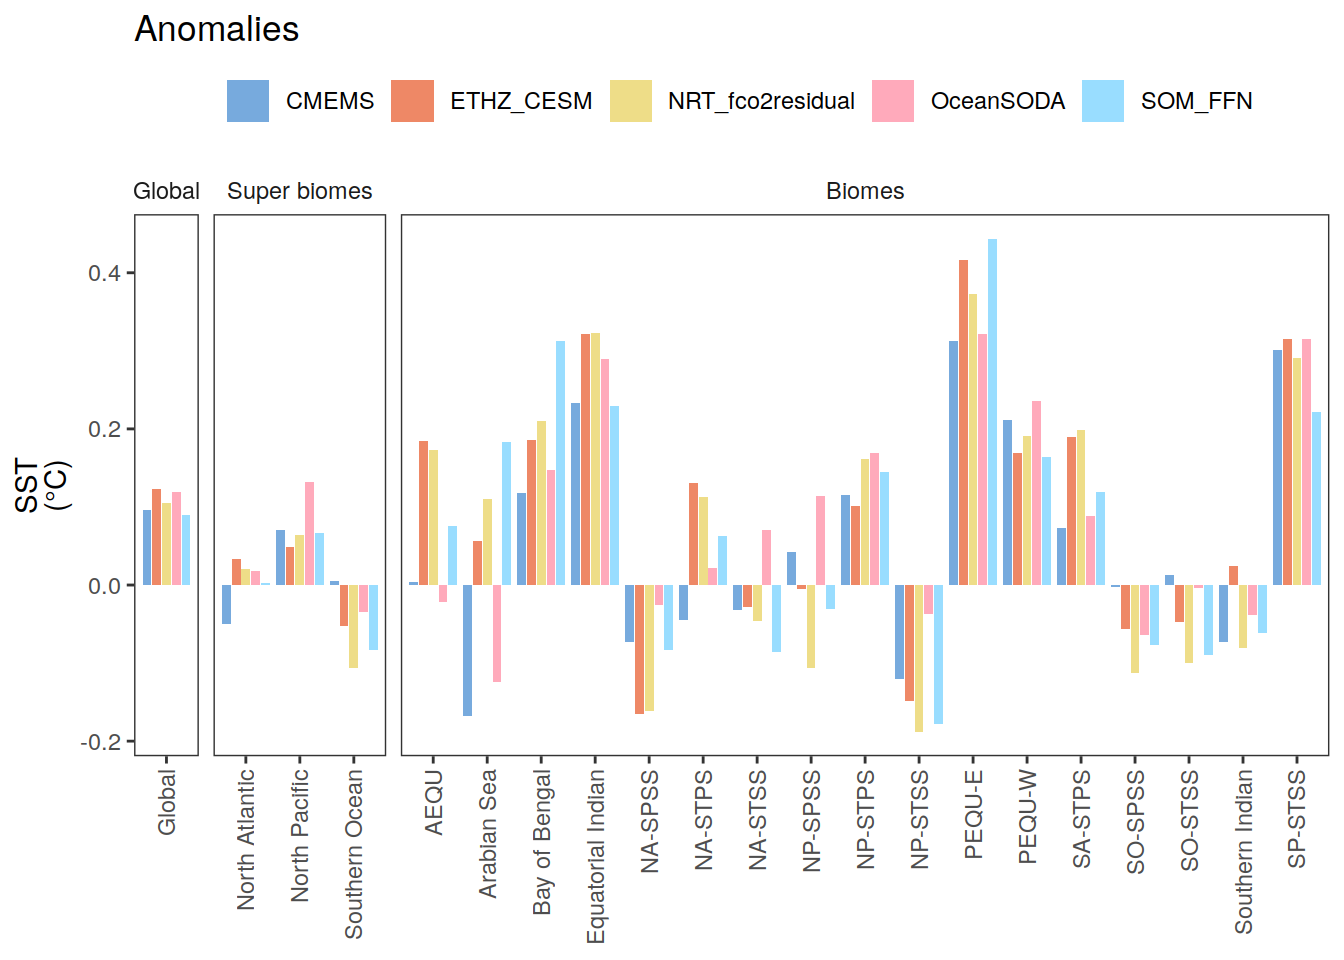 Anomalies
CMEMS ETHZ_CESM NRT_fco2residual OceanSODA SOM_FFN
Global Super biomes Biomes
SST
(°C)
0.4
0.2
0.0
-0.2
Global
North Atlantic
North Pacific
Southern Ocean
AEQU
Arabian Sea
Bay of Bengal
Equatorial Indian
NA-SPSS
NA-STPS
NA-STSS
NP-SPSS
NP-STPS
NP-STSS
PEQU-E
PEQU-W
SA-STPS
SO-SPSS
SO-STSS
Southern Indian
SP-STSS